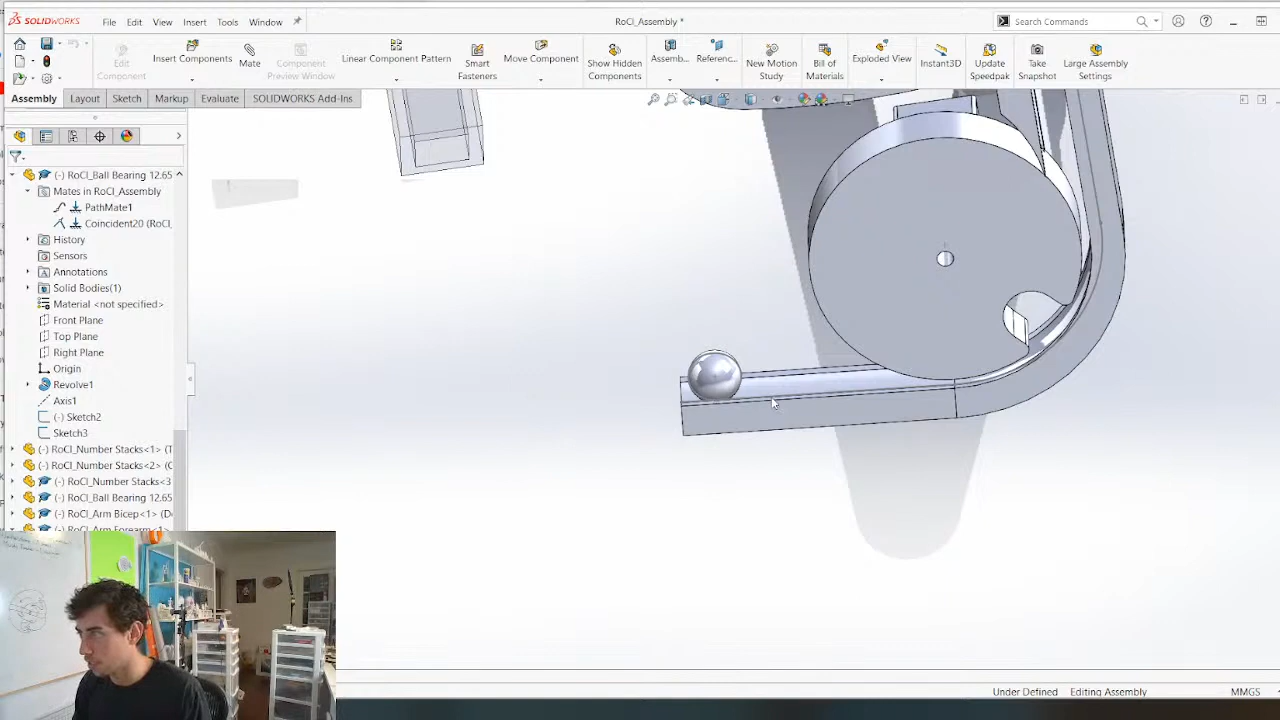 SOLIDWORKS File Edit View Insert Tools Window RoCI_Assembly * Search Commands
Edit Component
Insert Components
Mate
Component Preview Window
Linear Component Pattern
Smart Fasteners
Move Component
Show Hidden Components
Assemb...
Referenc...
New Motion Study
Bill of Materials
Exploded View
Instant3D
Update Speedpak
Take Snapshot
Large Assembly Settings
Assembly Layout Sketch Markup Evaluate SOLIDWORKS Add-Ins
(-) RoCI_Ball Bearing 12.65
Mates in RoCI_Assembly
PathMate1
Coincident20 (RoCI_
History
Sensors
Annotations
Solid Bodies(1)
Material <not specified>
Front Plane
Top Plane
Right Plane
Origin
Revolve1
Axis1
(-) Sketch2
Sketch3
(-) RoCI_Number Stacks<1> (T
(-) RoCI_Number Stacks<2> (C
(-) RoCI_Number Stacks<3
(-) RoCI_Ball Bearing 12.65
(-) RoCI_Arm Bicep<1> (D
(-) RoCI_Arm Forearm<1>
Under Defined Editing Assembly MMGS